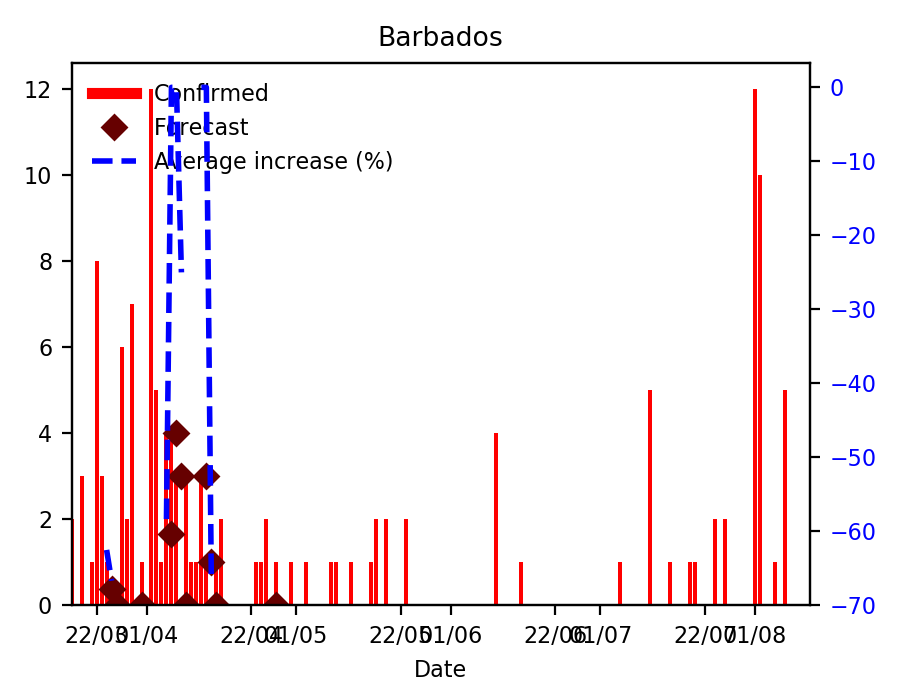 Barbados
Confirmed
Forecast
Average increase (%)
12
10
8
6
4
2
0
0
−10
−20
−30
−40
−50
−60
−70
22/03 01/04 22/04 01/05 22/05 01/06 22/06 01/07 22/07 01/08
Date